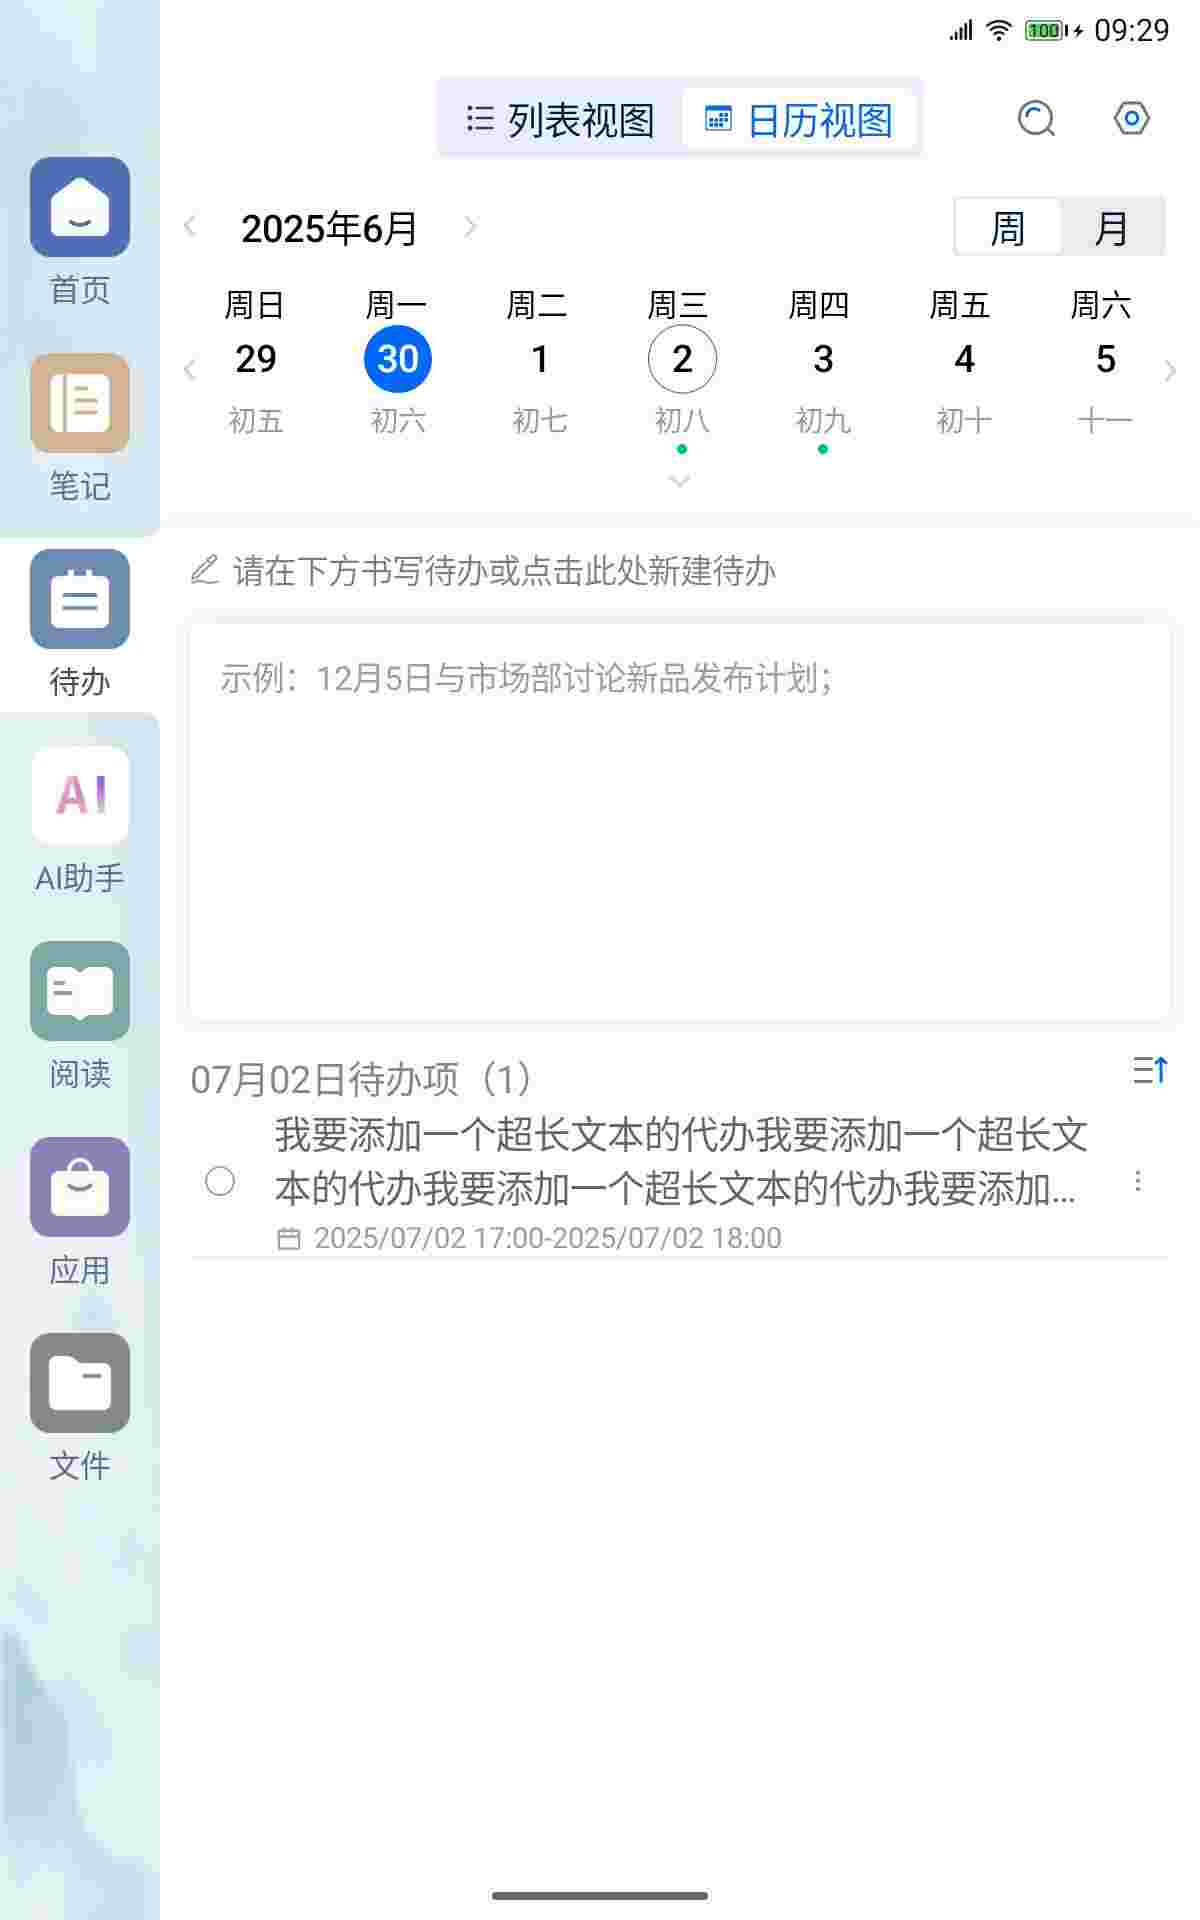 100 09:29
列表视图 日历视图
2025年6月 周 月
周日 周一 周二 周三 周四 周五 周六
29 30 1 2 3 4 5
初五 初六 初七 初八 初九 初十 十一
请在下方书写待办或点击此处新建待办
示例：12月5日与市场部讨论新品发布计划；
07月02日待办项（1）
我要添加一个超长文本的代办我要添加一个超长文
本的代办我要添加一个超长文本的代办我要添加...
2025/07/02 17:00-2025/07/02 18:00
首页
笔记
待办
AI
AI助手
阅读
应用
文件